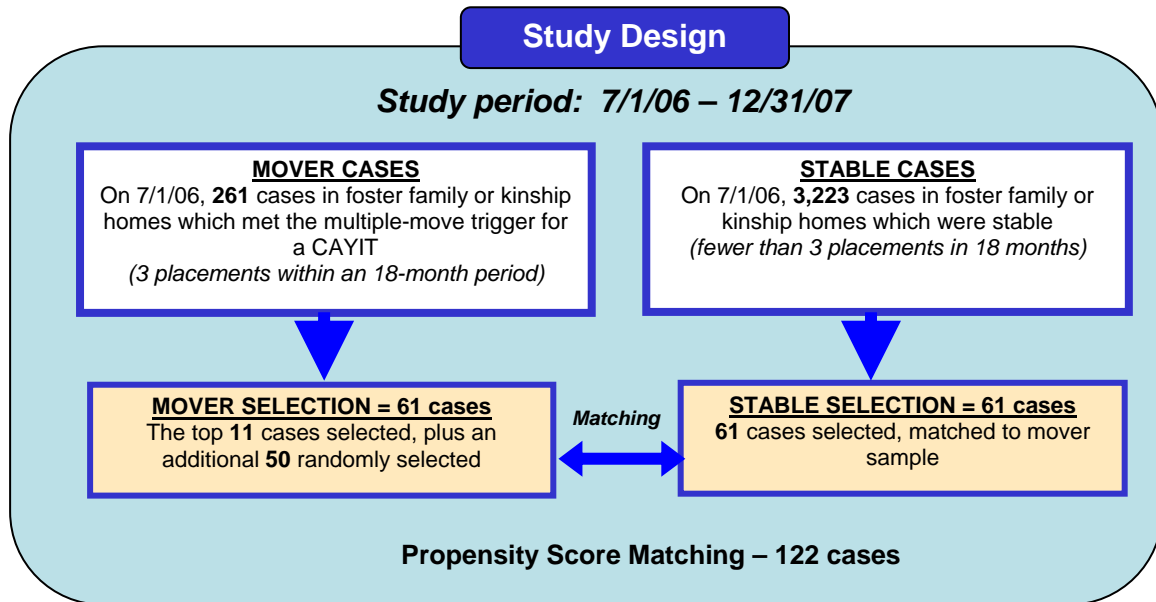 Study Design
Study period: 7/1/06 – 12/31/07
MOVER CASES
On 7/1/06, 261 cases in foster family or kinship
homes which met the multiple-move trigger for
a CAYIT
(3 placements within an 18-month period)
STABLE CASES
On 7/1/06, 3,223 cases in foster family or
kinship homes which were stable
(fewer than 3 placements in 18 months)
MOVER SELECTION = 61 cases
The top 11 cases selected, plus an
additional 50 randomly selected
Matching
STABLE SELECTION = 61 cases
61 cases selected, matched to mover
sample
Propensity Score Matching – 122 cases